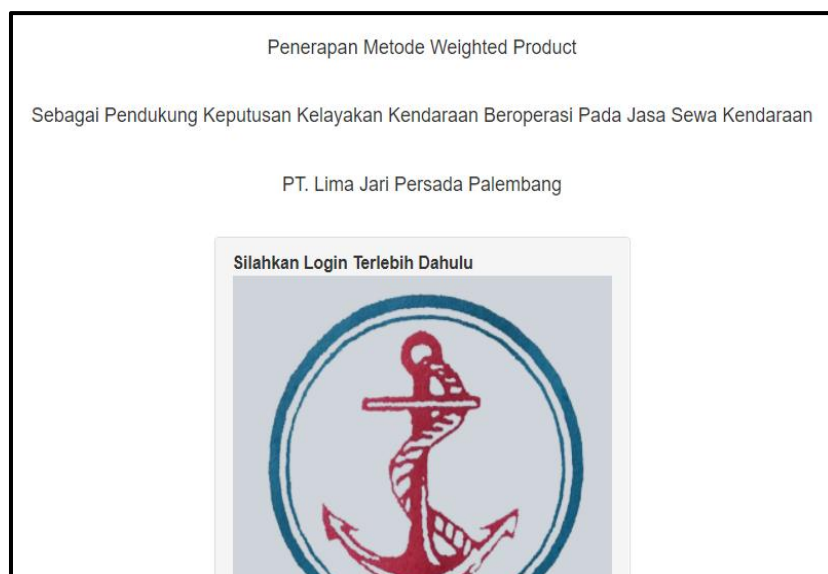 Penerapan Metode Weighted Product
Sebagai Pendukung Keputusan Kelayakan Kendaraan Beroperasi Pada Jasa Sewa Kendaraan
PT. Lima Jari Persada Palembang
Silahkan Login Terlebih Dahulu